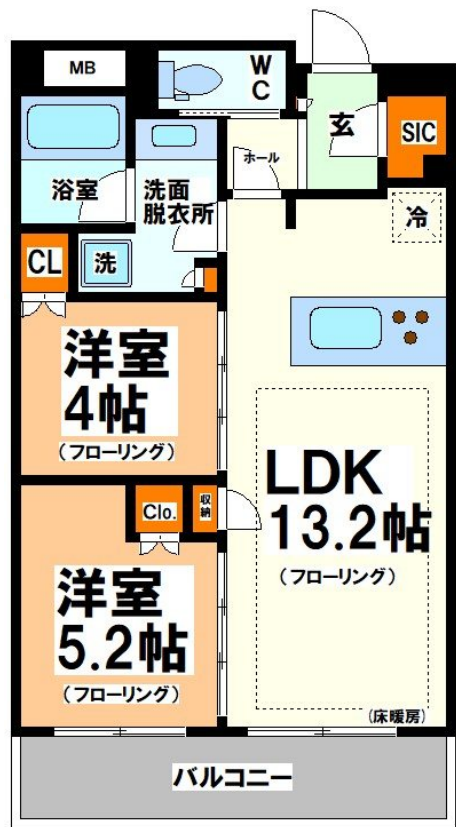 MB
WC
玄
SIC
ホール
浴室
洗面
脱衣所
冷
CL
洗
洋室
4帖
(フローリング)
LDK
13.2帖
(フローリング)
Clo.
収納
洋室
5.2帖
(フローリング)
(床暖房)
バルコニー